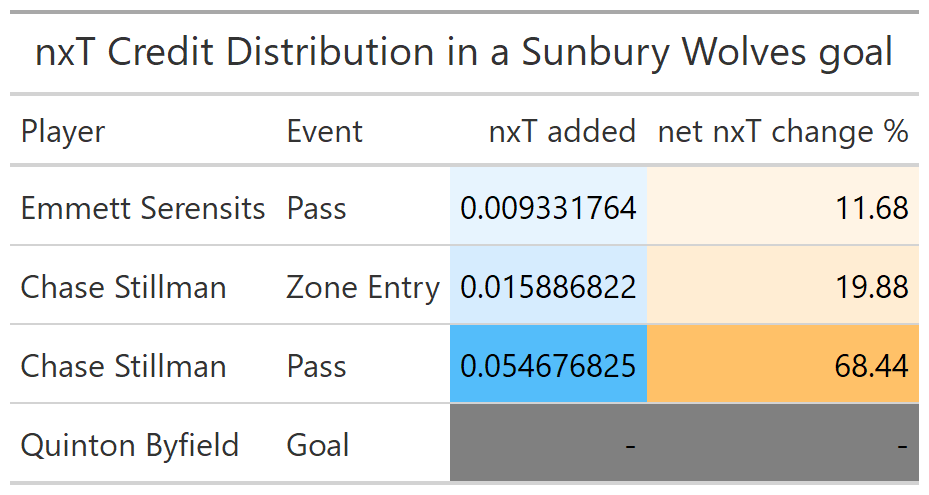 nxT Credit Distribution in a Sunbury Wolves goal
Player Event nxT added net nxT change %
Emmett Serensits Pass 0.009331764 11.68
Chase Stillman Zone Entry 0.015886822 19.88
Chase Stillman Pass 0.054676825 68.44
Quinton Byfield Goal - -